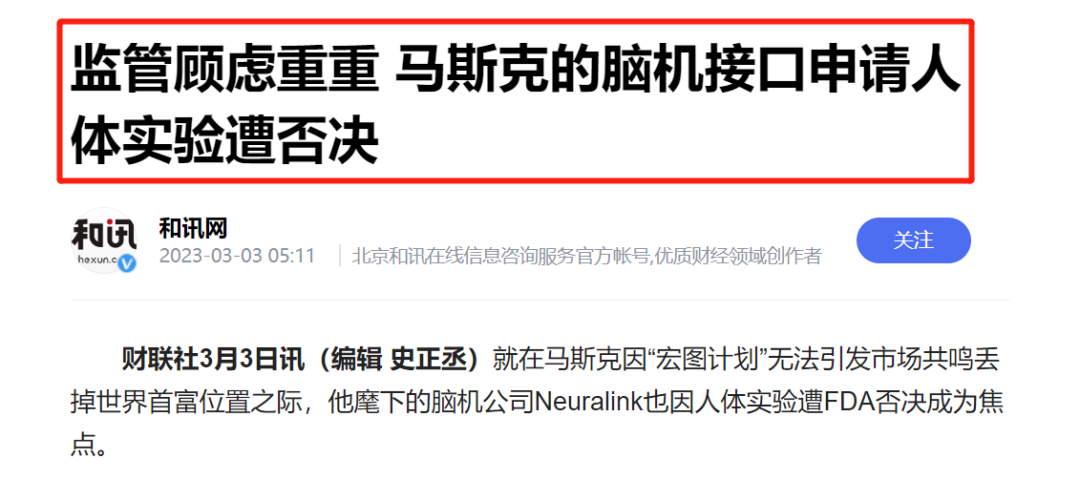 监管顾虑重重 马斯克的脑机接口申请人
体实验遭否决
和讯
hexun.c
V
和讯网
2023-03-03 05:11
北京和讯在线信息咨询服务官方帐号,优质财经领域创作者
关注
财联社3月3日讯（编辑 史正丞）就在马斯克因“宏图计划”无法引发市场共鸣丢
掉世界首富位置之际，他麾下的脑机公司Neuralink也因人体实验遭FDA否决成为焦
点。